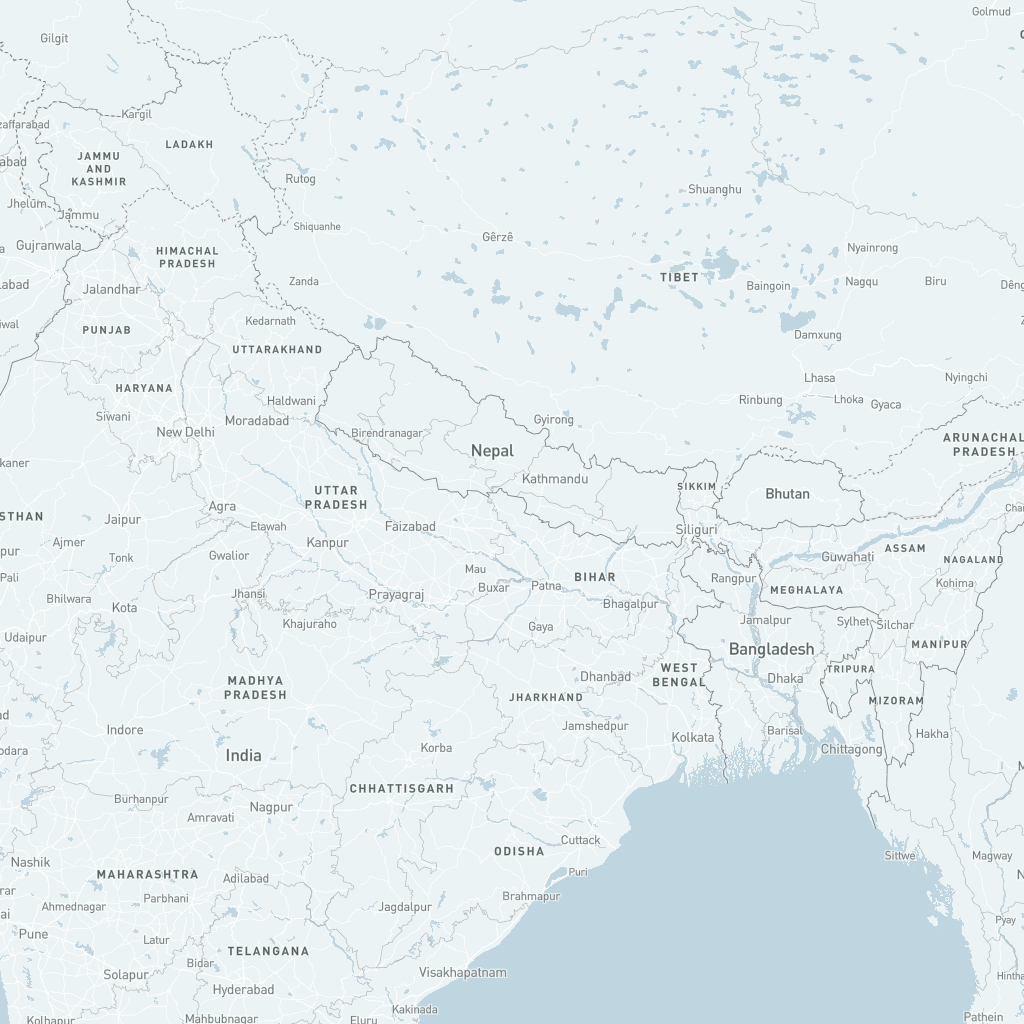 Golmud
Gilgit
Kargil
zaffarabad
LADAKH
JAMMU
AND
KASHMIR
abad
Rutog
Shuanghu
Jhelum
Jammu
Shiquanhe
Gêrzê
Gujranwala
Nyainrong
HIMACHAL
PRADESH
TIBET
Zanda
Baingoin
Nagqu
Biru
Dêng
labad
Jalandhar
Kedarnath
iwal
PUNJAB
Damxung
UTTARAKHAND
Lhasa
Nyingchi
HARYANA
Haldwani
Rinbung
Lhoka
Gyaca
Siwani
Moradabad
Gyirong
New Delhi
Birendranagar
Nepal
ARUNACHAL
PRADESH
kaner
Kathmandu
SIKKIM
Bhutan
UTTAR
PRADESH
Agra
STHAN
Jaipur
Etawah
Faizabad
Siliguri
Ajmer
Kanpur
ASSAM
pur
Tonk
Gwalior
Guwahati
NAGALAND
Mau
BIHAR
Pali
Buxar
Patna
Rangpur
MEGHALAYA
Kohima
Bhilwara
Kota
Jhansi
Prayagraj
Bhagalpur
Khajuraho
Gaya
Jamalpur
Sylhet
Silchar
Udaipur
Bangladesh
MANIPUR
MADHYA
PRADESH
Dhanbad
WEST
BENGAL
Dhaka
TRIPURA
JHARKHAND
MIZORAM
Indore
Jamshedpur
Barisal
Hakha
odara
India
Korba
Kolkata
Chittagong
CHHATTISGARH
Burhanpur
Nagpur
Amravati
Cuttack
ODISHA
Nashik
Sittwe
Magway
MAHARASHTRA
Adilabad
Puri
rar
Parbhani
Brahmapur
ai
Ahmednagar
Jagdalpur
Pune
Latur
Pyay
TELANGANA
Bidar
Solapur
Visakhapatnam
Hintha
Hyderabad
Kakinada
Kolhapur
Mahbubnagar
Eluru
Pathein